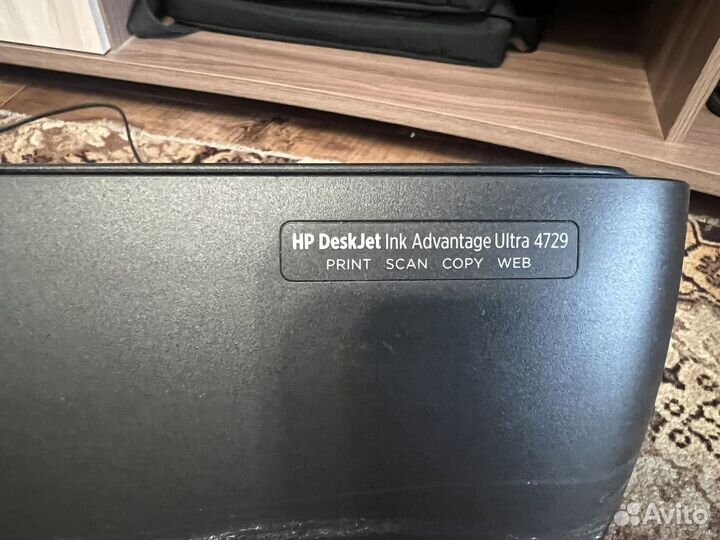 HP DeskJet Ink Advantage Ultra 4729
PRINT SCAN COPY WEB
Avito